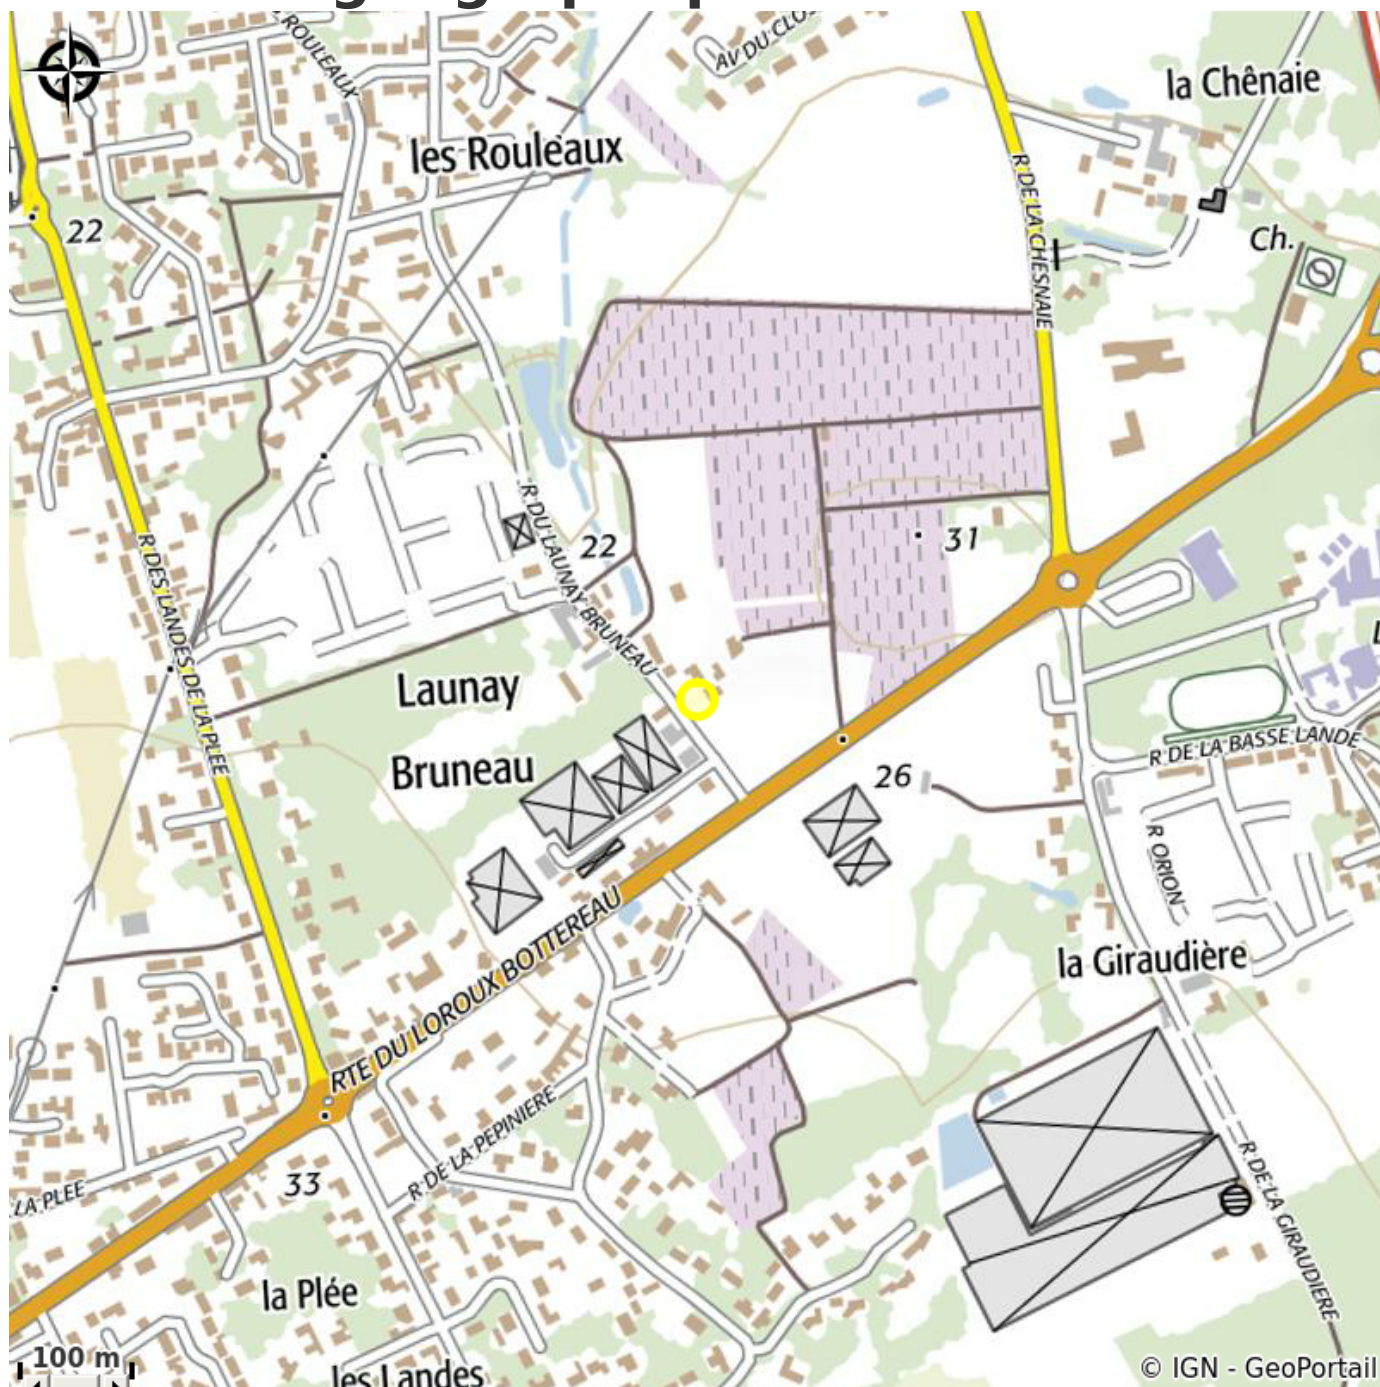 ROULEAUX
AV DU CLOS
la Chênaie
les Rouleaux
R DE LA CHESNAIE
22
Ch.
R DU LAUNAY BRUNEAU
22
31
R DES LANDES DE LA PLEE
Launay
Bruneau
R DE LA BASSE LANDE
26
R ORION
RTE DU LOROUX BOTTEREAU
la Giraudière
R DE LA PEPINIERE
33
LA PLEE
R DE LA GIRAUDIERE
la Plée
100 m
les Landes
© IGN - GeoPortail